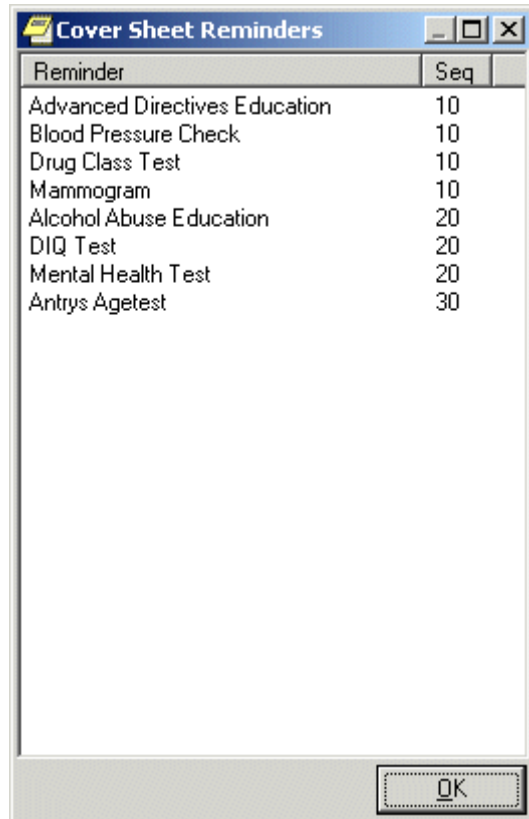 Cover Sheet Reminders
Reminder Seq
Advanced Directives Education 10
Blood Pressure Check 10
Drug Class Test 10
Mammogram 10
Alcohol Abuse Education 20
DIQ Test 20
Mental Health Test 20
Antrys Agetest 30
OK